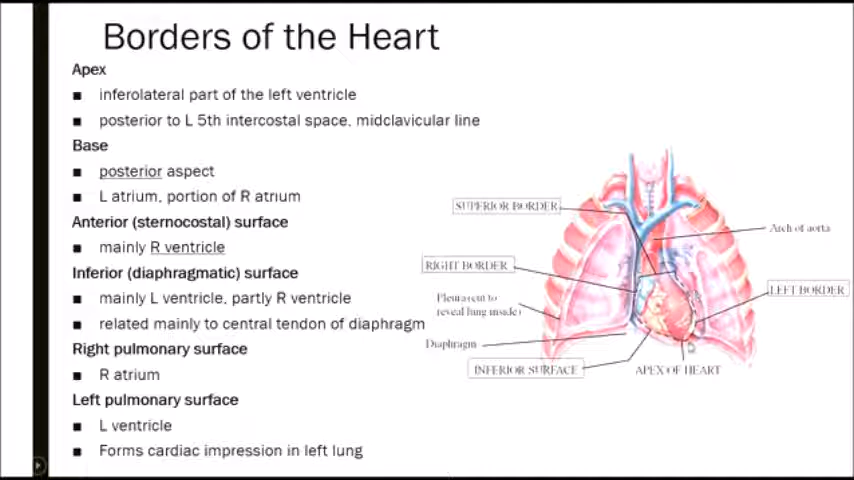 Borders of the Heart
Apex
■ inferolateral part of the left ventricle
■ posterior to L 5th intercostal space, midclavicular line
Base
■ posterior aspect
■ L atrium, portion of R atrium
Anterior (sternocostal) surface
■ mainly R ventricle
Inferior (diaphragmatic) surface
■ mainly L ventricle, partly R ventricle
■ related mainly to central tendon of diaphragm
Right pulmonary surface
■ R atrium
Left pulmonary surface
■ L ventricle
■ Forms cardiac impression in left lung
SUPERIOR BORDER
Arch of aorta
RIGHT BORDER
LEFT BORDER
Pleura (cut to
reveal lung inside)
Diaphragm
INFERIOR SURFACE
APEX OF HEART